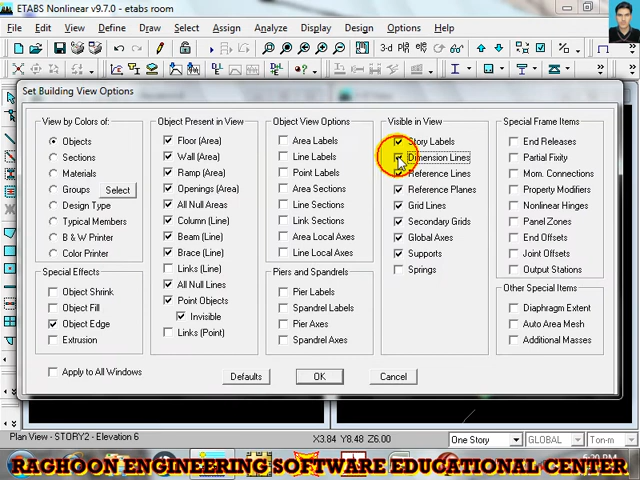 ETABS Nonlinear v9.7.0 - etabs room
File Edit View Define Draw Select Assign Analyze Display Design Options Help
3-d
Set Building View Options
View by Colors of:
Objects
Sections
Materials
Groups Select
Design Type
Typical Members
B & W Printer
Color Printer
Special Effects
Object Shrink
Object Fill
Object Edge
Extrusion
Apply to All Windows
Object Present in View
Floor (Area)
Wall (Area)
Ramp (Area)
Openings (Area)
All Null Areas
Column (Line)
Beam (Line)
Brace (Line)
Links (Line)
All Null Lines
Point Objects
Invisible
Links (Point)
Object View Options
Area Labels
Line Labels
Point Labels
Area Sections
Line Sections
Link Sections
Area Local Axes
Line Local Axes
Piers and Spandrels
Pier Labels
Spandrel Labels
Pier Axes
Spandrel Axes
Visible in View
Story Labels
Dimension Lines
Reference Lines
Reference Planes
Grid Lines
Secondary Grids
Global Axes
Supports
Springs
Special Frame Items
End Releases
Partial Fixity
Mom. Connections
Property Modifiers
Nonlinear Hinges
Panel Zones
End Offsets
Joint Offsets
Output Stations
Other Special Items
Diaphragm Extent
Auto Area Mesh
Additional Masses
Defaults OK Cancel
Plan View - STORY2 - Elevation 6 X3.84 Y8.48 Z6.00 One Story GLOBAL Ton-m
RAGHOON ENGINEERING SOFTWARE EDUCATIONAL CENTER